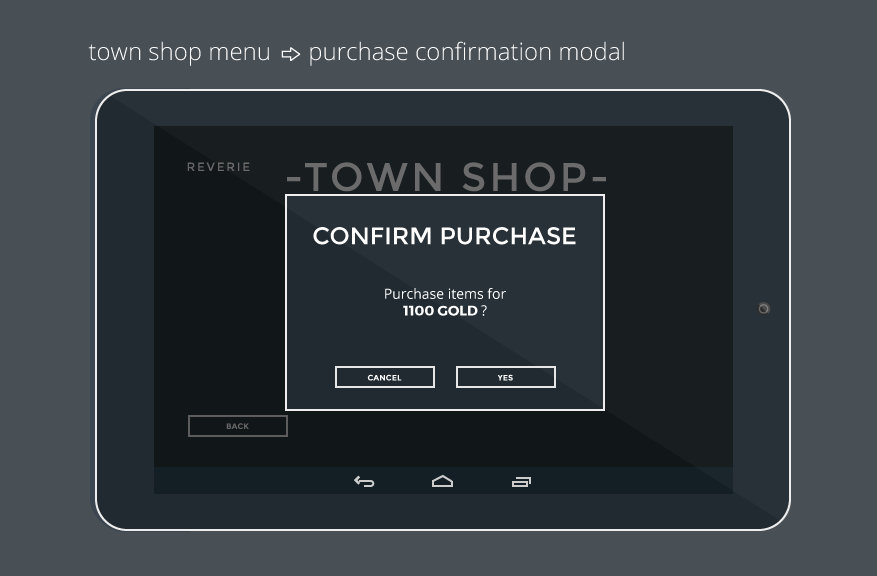 town shop menu ⇨ purchase confirmation modal
REVERIE
-TOWN SHOP-
CONFIRM PURCHASE
Purchase items for
1100 GOLD ?
CANCEL YES
BACK